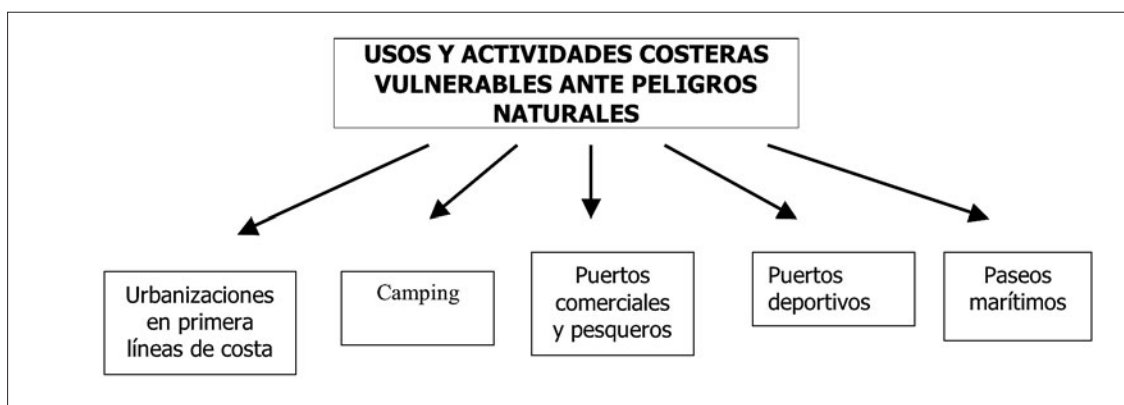 USOS Y ACTIVIDADES COSTERAS
VULNERABLES ANTE PELIGROS
NATURALES
Urbanizaciones
en primera
líneas de costa
Camping
Puertos
comerciales
y pesqueros
Puertos
deportivos
Paseos
marítimos